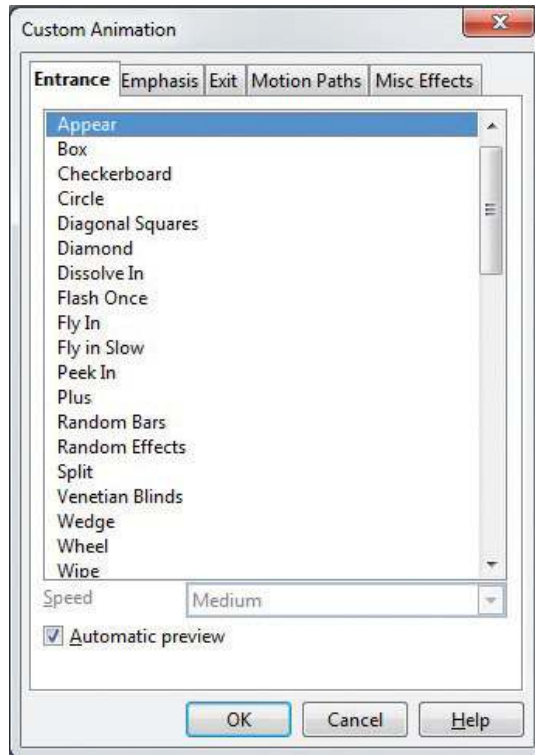 Custom Animation
Entrance Emphasis Exit Motion Paths Misc Effects
Appear
Box
Checkerboard
Circle
Diagonal Squares
Diamond
Dissolve In
Flash Once
Fly In
Fly in Slow
Peek In
Plus
Random Bars
Random Effects
Split
Venetian Blinds
Wedge
Wheel
Wipe
Speed Medium
Automatic preview
OK Cancel Help